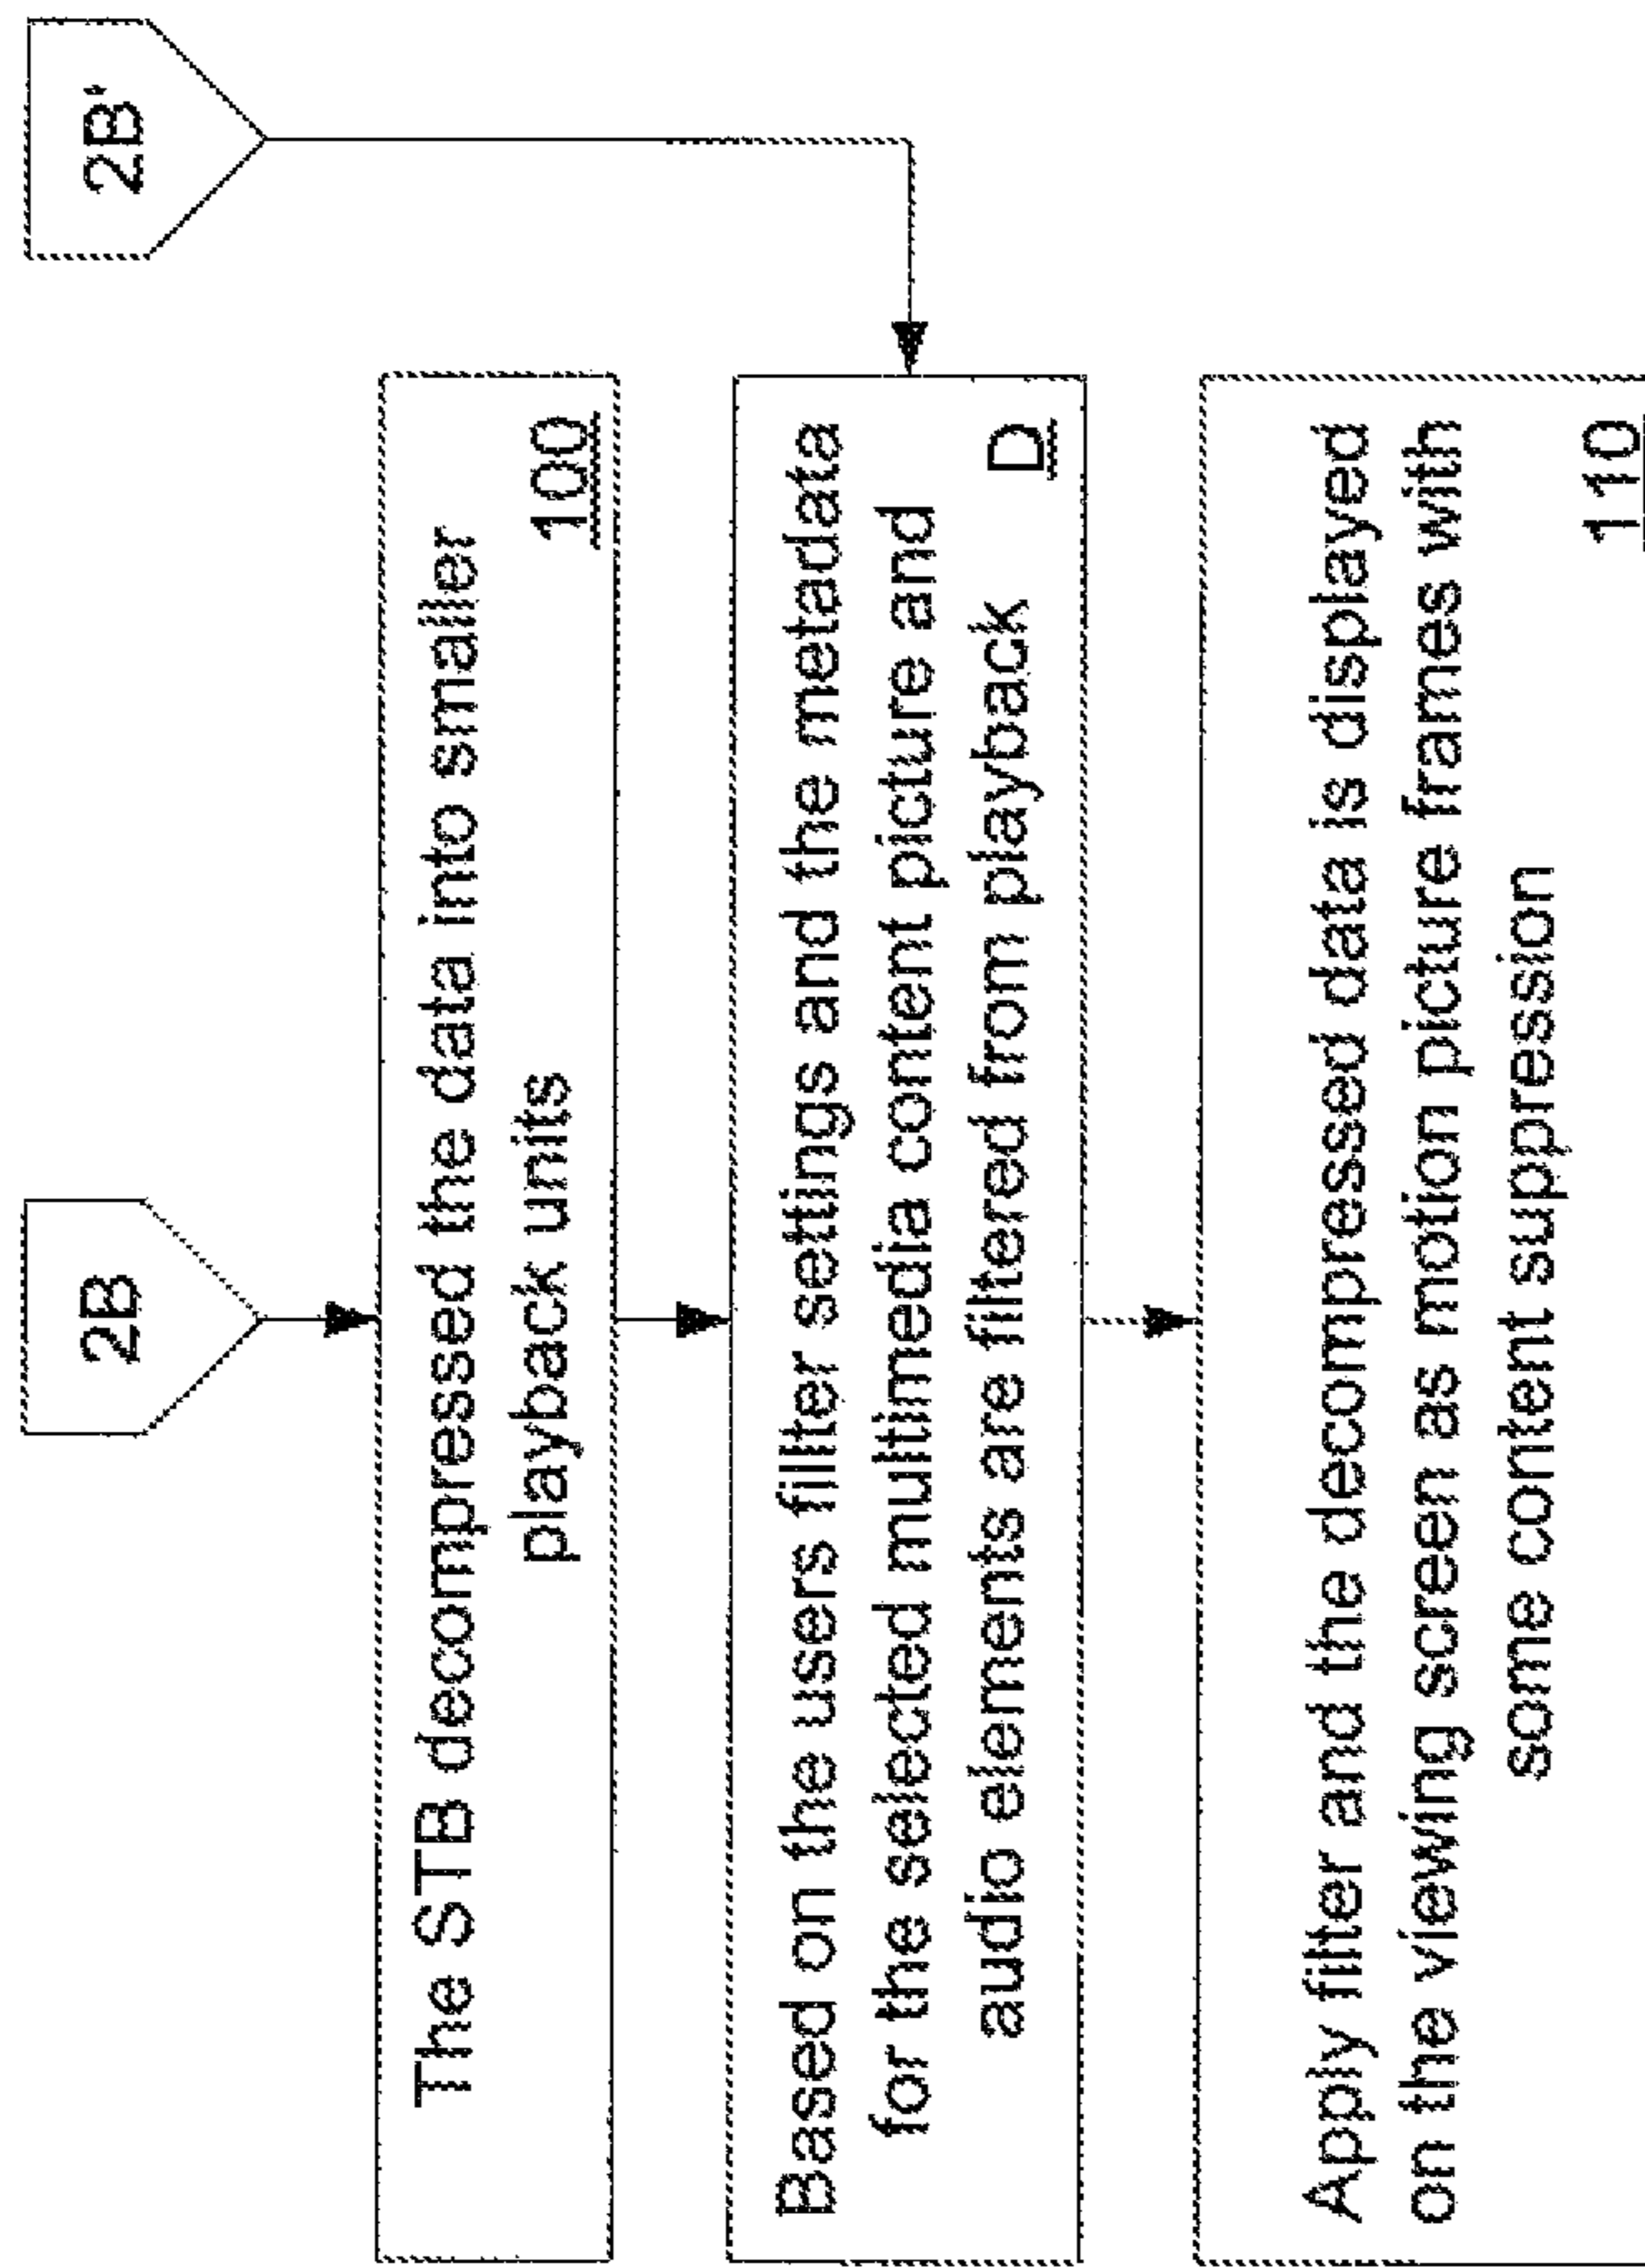 2B
2B'
The STB decompressed the data into smaller
playback units
100
Based on the users filter settings and the metadata
for the selected multimedia content picture and
audio elements are filtered from playback D
Apply filter and the decompressed data is displayed
on the viewing screen as motion picture frames with
some content suppression
110